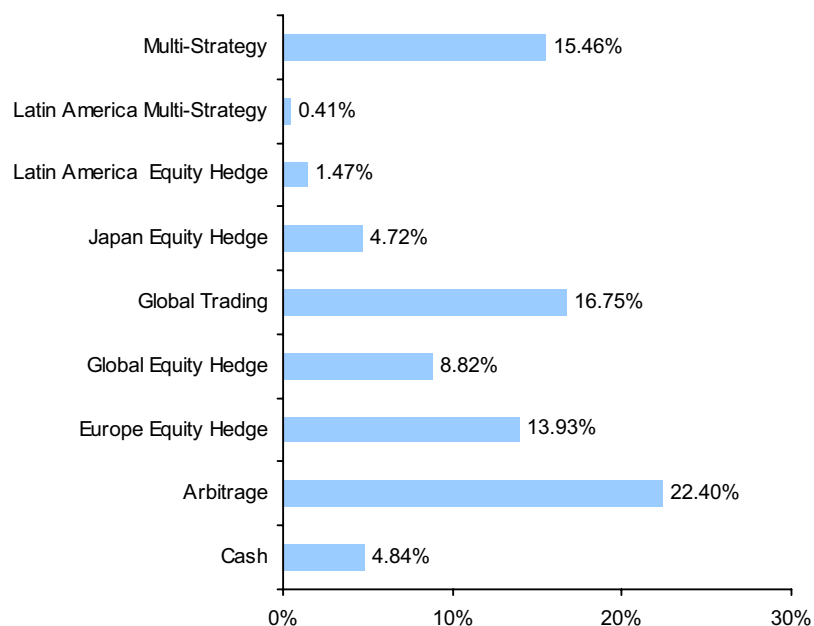 Multi-Strategy 15.46%
Latin America Multi-Strategy 0.41%
Latin America Equity Hedge 1.47%
Japan Equity Hedge 4.72%
Global Trading 16.75%
Global Equity Hedge 8.82%
Europe Equity Hedge 13.93%
Arbitrage 22.40%
Cash 4.84%
0% 10% 20% 30%